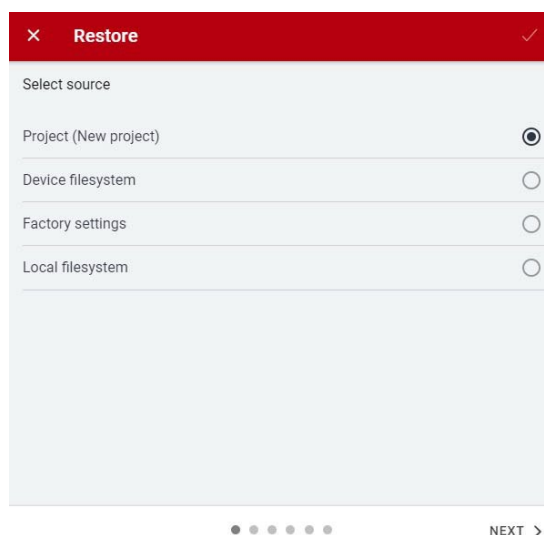 Restore
Select source
Project (New project)
Device filesystem
Factory settings
Local filesystem
NEXT